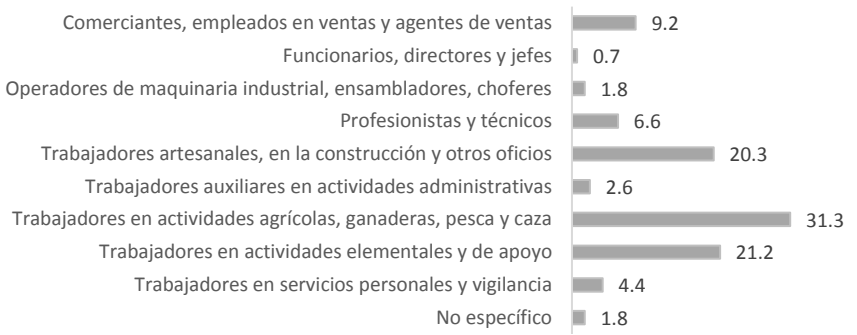 Comerciantes, empleados en ventas y agentes de ventas 9.2
Funcionarios, directores y jefes 0.7
Operadores de maquinaria industrial, ensambladores, choferes 1.8
Profesionistas y técnicos 6.6
Trabajadores artesanales, en la construcción y otros oficios 20.3
Trabajadores auxiliares en actividades administrativas 2.6
Trabajadores en actividades agrícolas, ganaderas, pesca y caza 31.3
Trabajadores en actividades elementales y de apoyo 21.2
Trabajadores en servicios personales y vigilancia 4.4
No específico 1.8